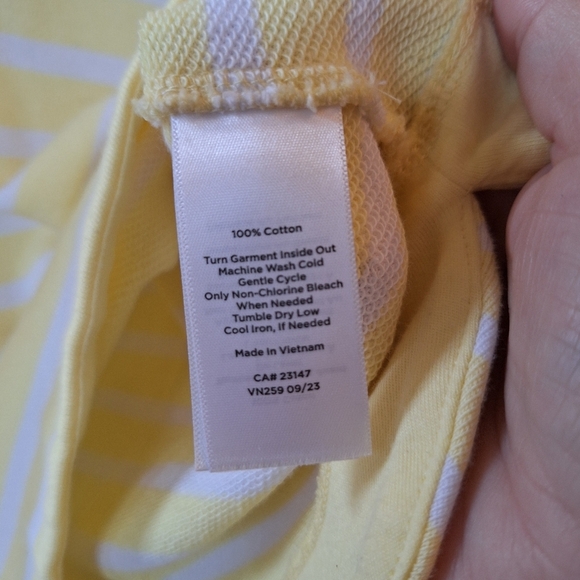 100% Cotton
Turn Garment Inside Out
Machine Wash Cold
Gentle Cycle
Only Non-Chlorine Bleach
When Needed
Tumble Dry Low
Cool Iron, If Needed
Made In Vietnam
CA# 23147
VN259 09/23